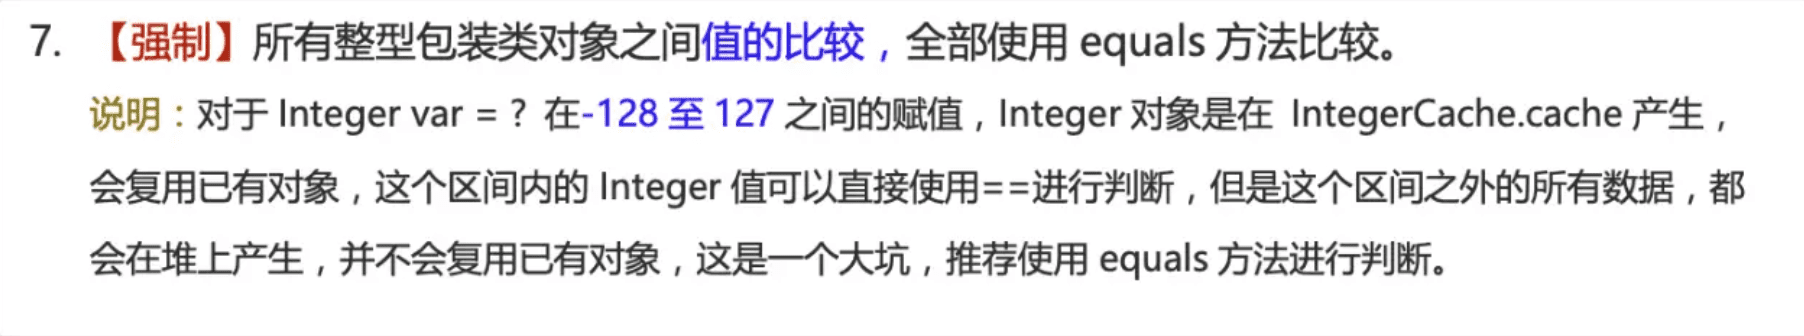 7. 【强制】所有整型包装类对象之间值的比较，全部使用 equals 方法比较。
说明：对于 Integer var = ? 在-128 至 127 之间的赋值，Integer 对象是在 IntegerCache.cache 产生，
会复用已有对象，这个区间内的 Integer 值可以直接使用==进行判断，但是这个区间之外的所有数据，都
会在堆上产生，并不会复用已有对象，这是一个大坑，推荐使用 equals 方法进行判断。